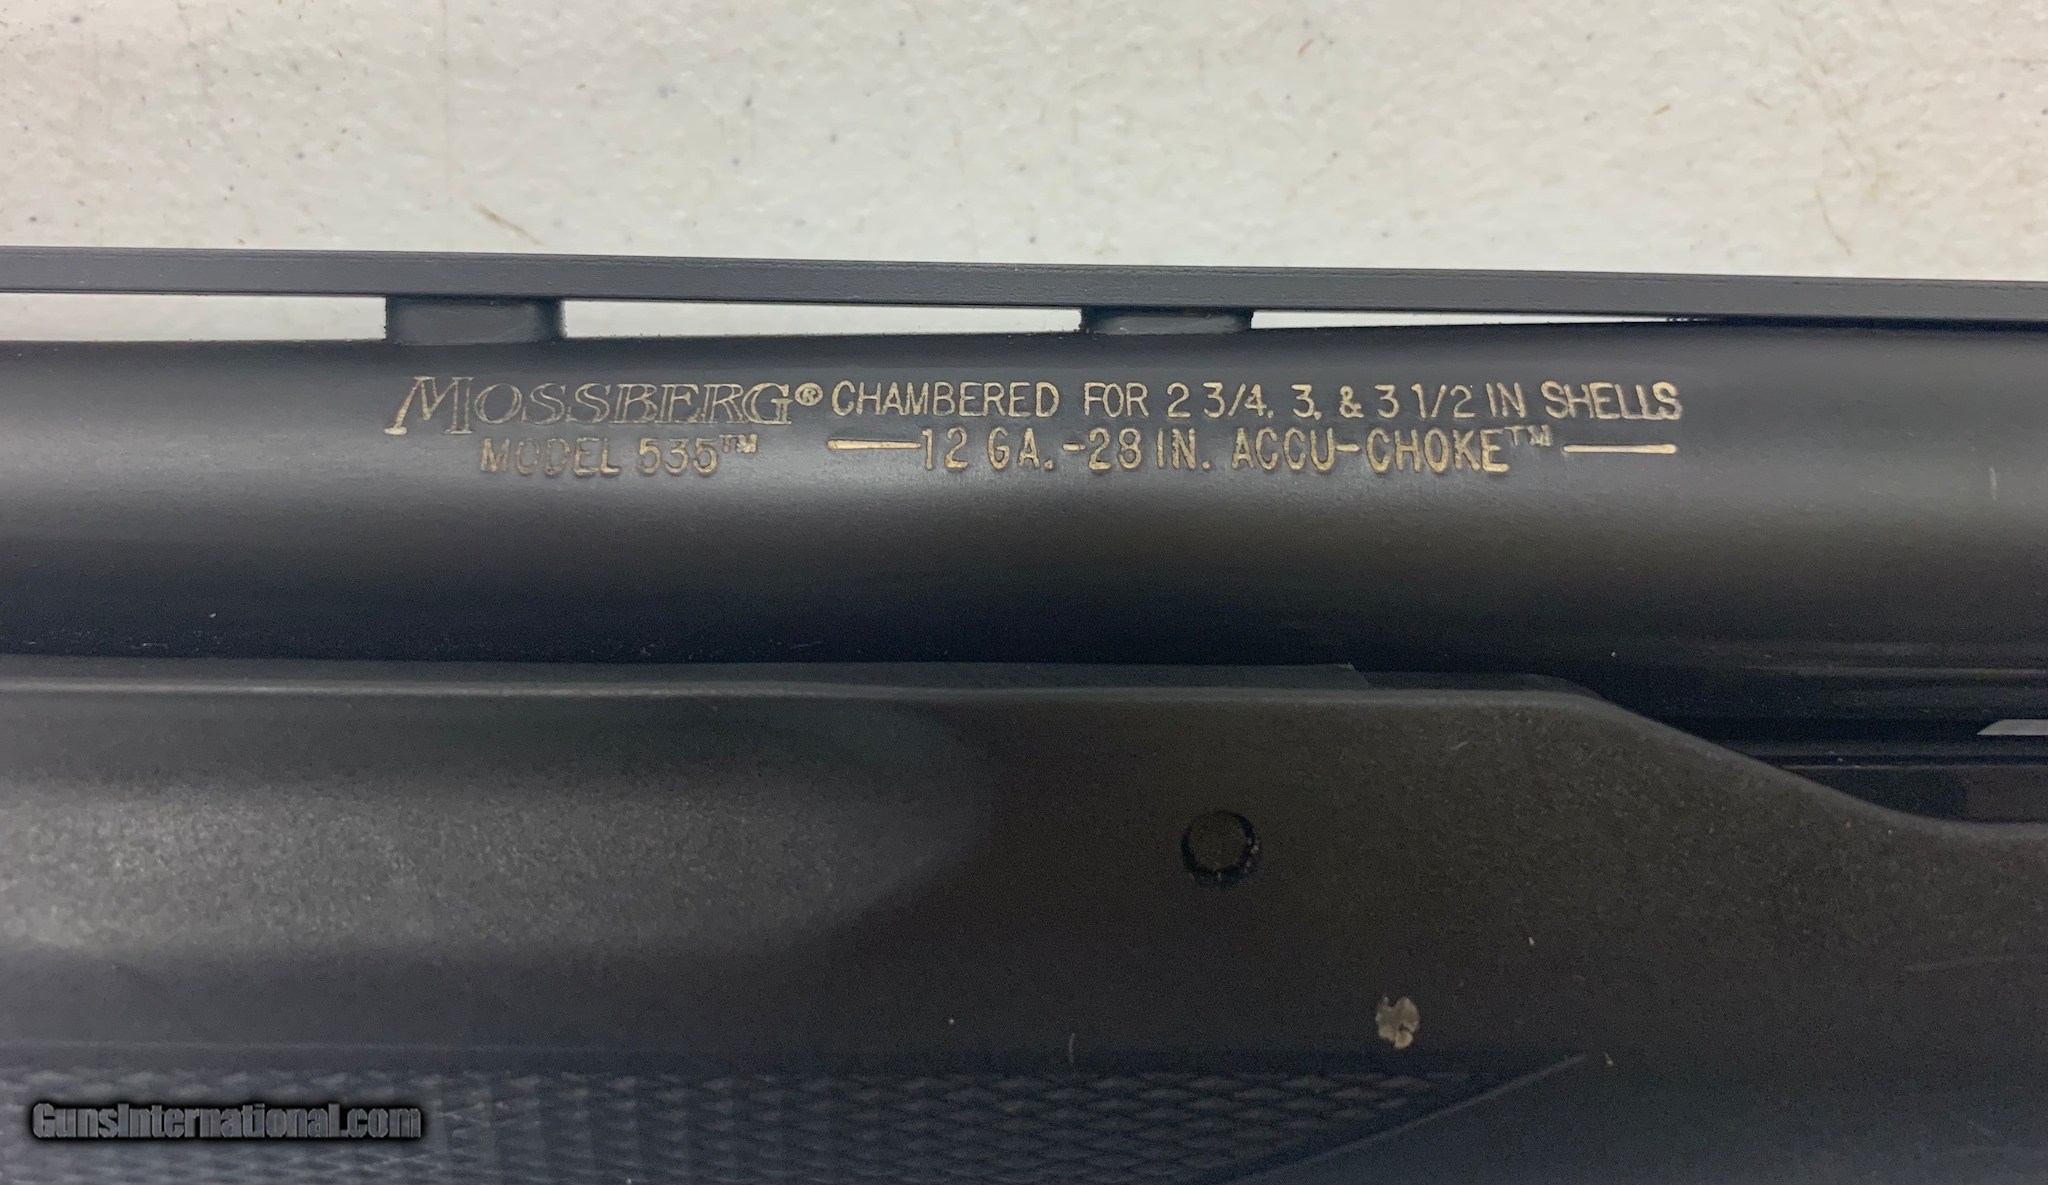 MOSSBERG® CHAMBERED FOR 2 3/4, 3, & 3 1/2 IN SHELLS
MODEL 535™ 12 GA.-28 IN. ACCU-CHOKE™
GunsInternational.com